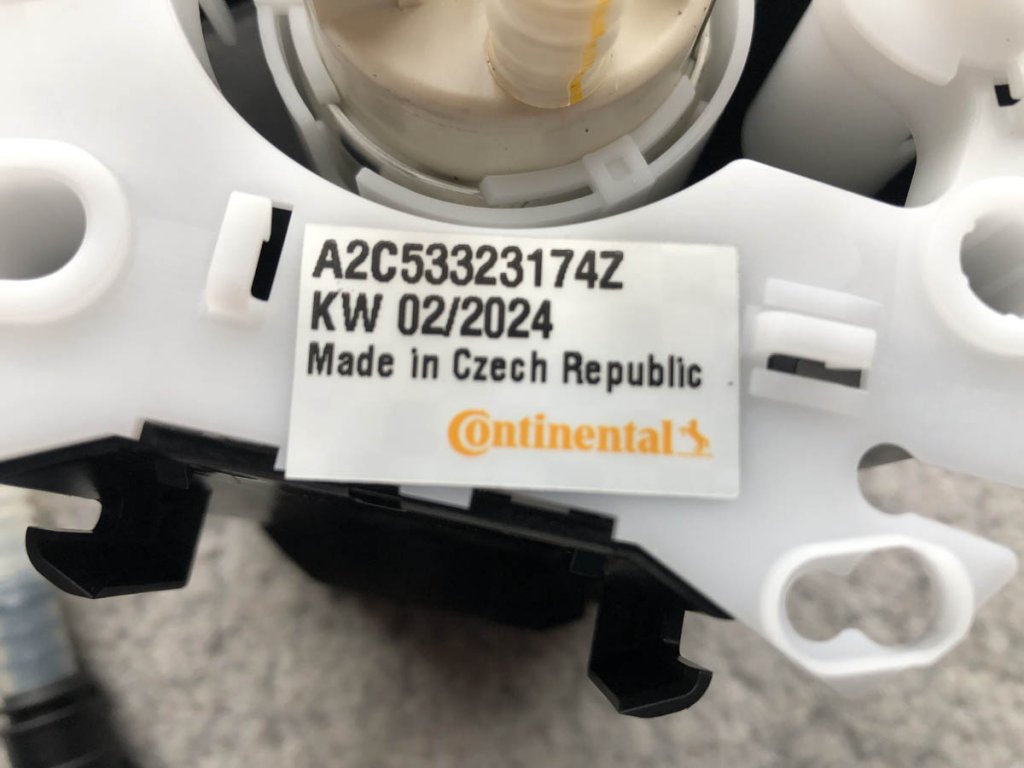 A2C53323174Z
KW 02/2024
Made in Czech Republic
Continental